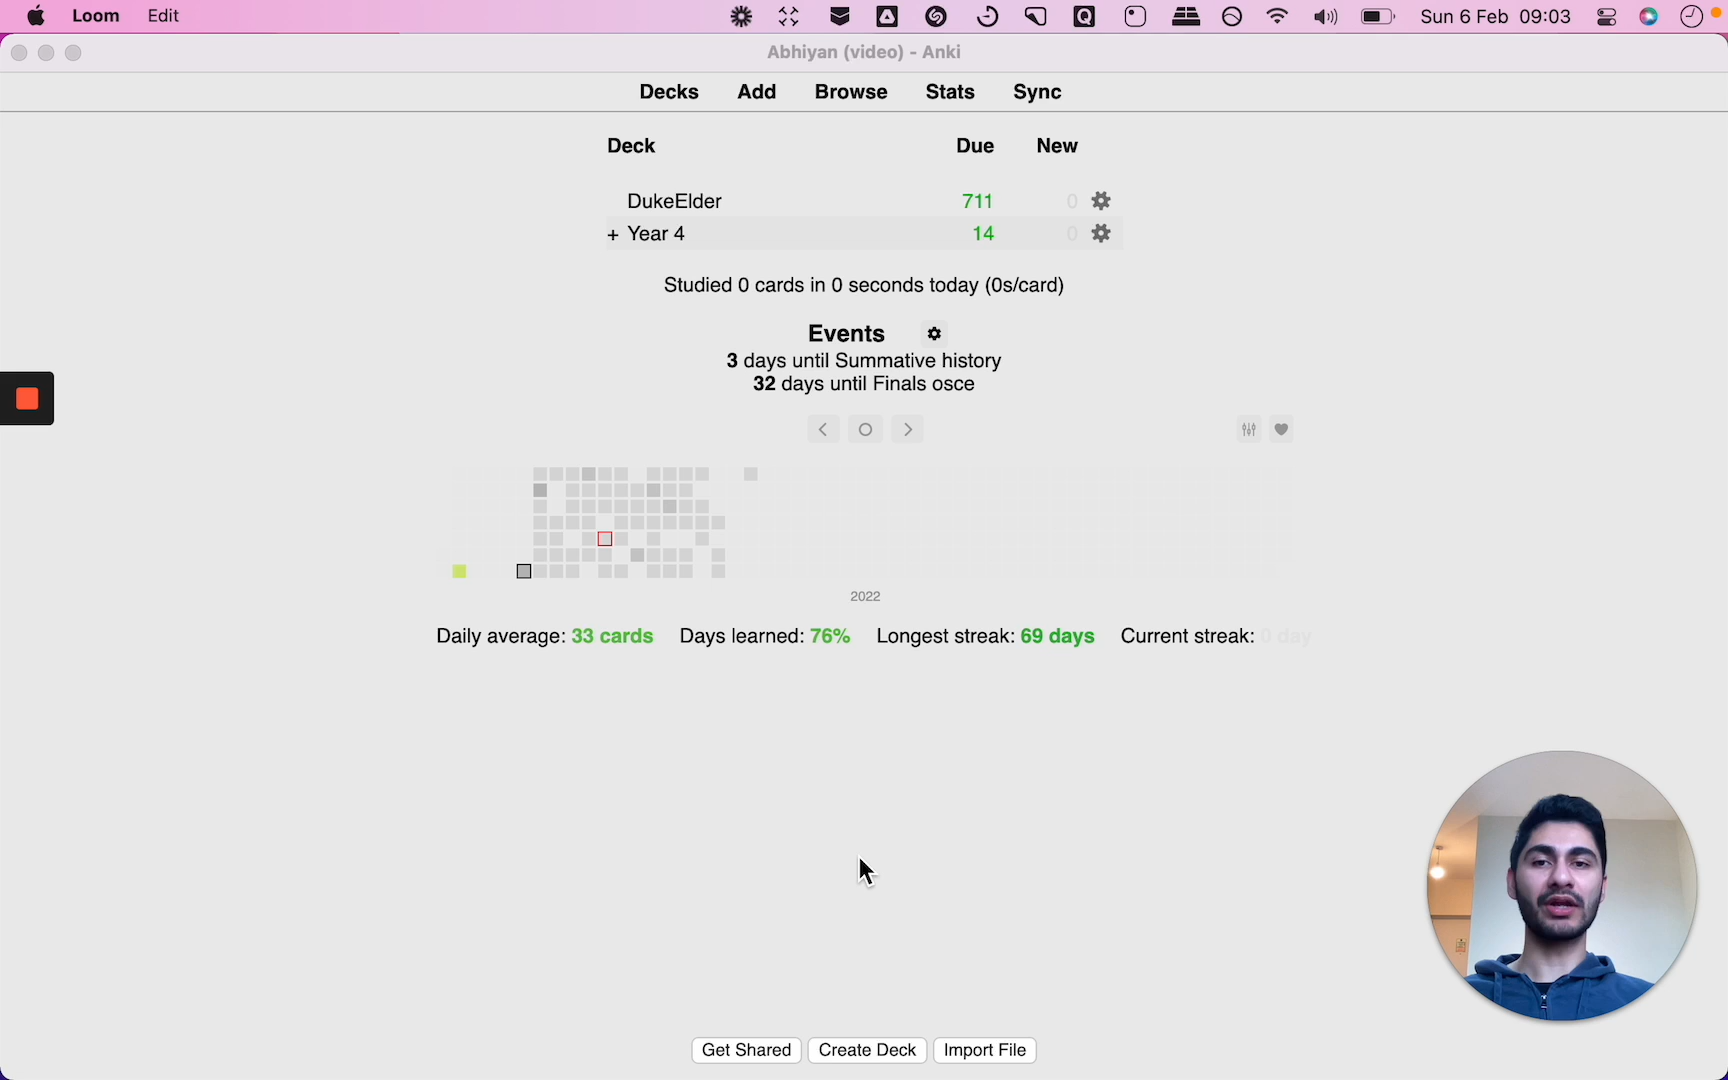 Loom Edit
Sun 6 Feb 09:03
Abhiyan (video) - Anki
Decks Add Browse Stats Sync
Deck Due New
DukeElder 711 0
+ Year 4 14 0
Studied 0 cards in 0 seconds today (0s/card)
Events
3 days until Summative history
32 days until Finals osce
2022
Daily average: 33 cards Days learned: 76% Longest streak: 69 days Current streak: 0 day
Get Shared Create Deck Import File